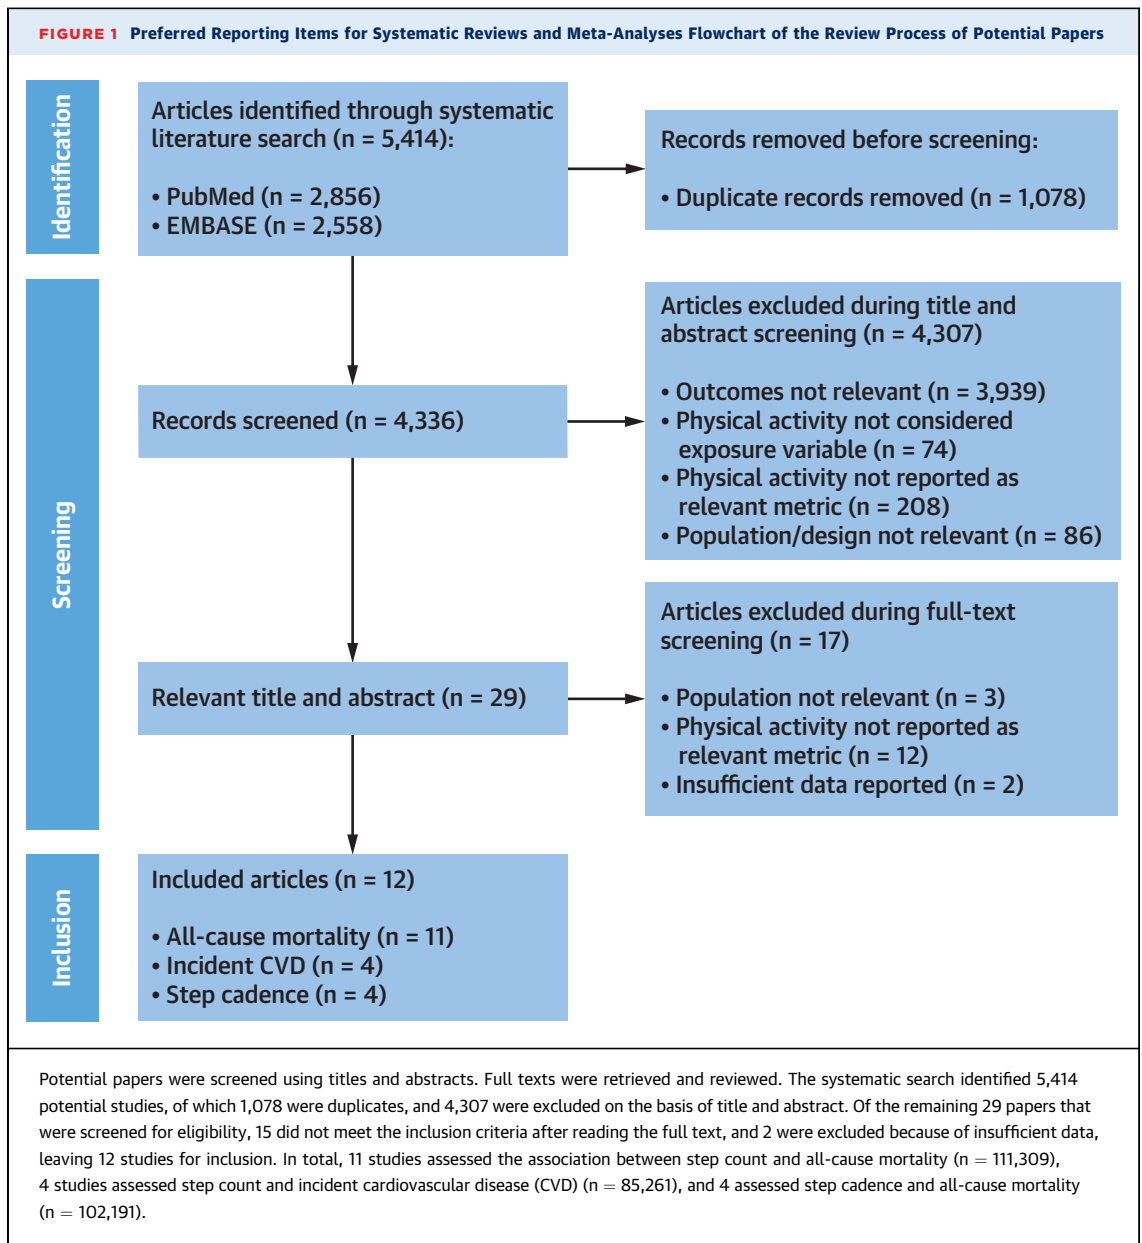 FIGURE 1 Preferred Reporting Items for Systematic Reviews and Meta-Analyses Flowchart of the Review Process of Potential Papers
Identification
Articles identified through systematic
literature search (n = 5,414):
• PubMed (n = 2,856)
• EMBASE (n = 2,558)
Records removed before screening:
• Duplicate records removed (n = 1,078)
Screening
Records screened (n = 4,336)
Articles excluded during title and
abstract screening (n = 4,307)
• Outcomes not relevant (n = 3,939)
• Physical activity not considered
exposure variable (n = 74)
• Physical activity not reported as
relevant metric (n = 208)
• Population/design not relevant (n = 86)
Relevant title and abstract (n = 29)
Articles excluded during full-text
screening (n = 17)
• Population not relevant (n = 3)
• Physical activity not reported as
relevant metric (n = 12)
• Insufficient data reported (n = 2)
Inclusion
Included articles (n = 12)
• All-cause mortality (n = 11)
• Incident CVD (n = 4)
• Step cadence (n = 4)
Potential papers were screened using titles and abstracts. Full texts were retrieved and reviewed. The systematic search identified 5,414
potential studies, of which 1,078 were duplicates, and 4,307 were excluded on the basis of title and abstract. Of the remaining 29 papers that
were screened for eligibility, 15 did not meet the inclusion criteria after reading the full text, and 2 were excluded because of insufficient data,
leaving 12 studies for inclusion. In total, 11 studies assessed the association between step count and all-cause mortality (n = 111,309),
4 studies assessed step count and incident cardiovascular disease (CVD) (n = 85,261), and 4 assessed step cadence and all-cause mortality
(n = 102,191).